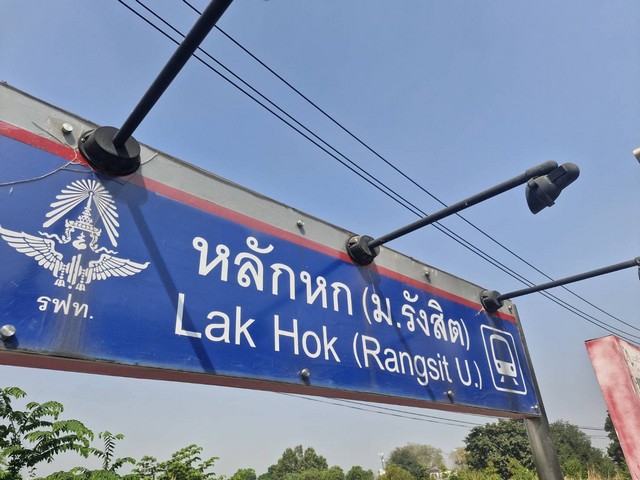 รฟท.
หลักหก (ม.รังสิต)
Lak Hok (Rangsit U.)